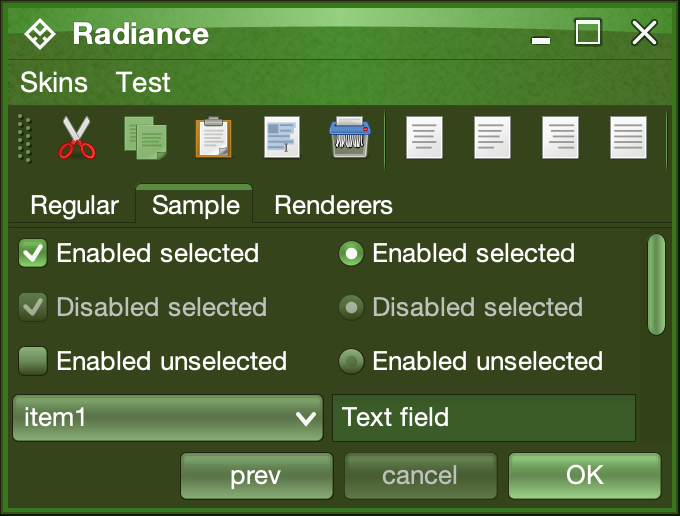 Radiance
Skins Test
Regular Sample Renderers
Enabled selected Enabled selected
Disabled selected Disabled selected
Enabled unselected Enabled unselected
item1 Text field
prev cancel OK